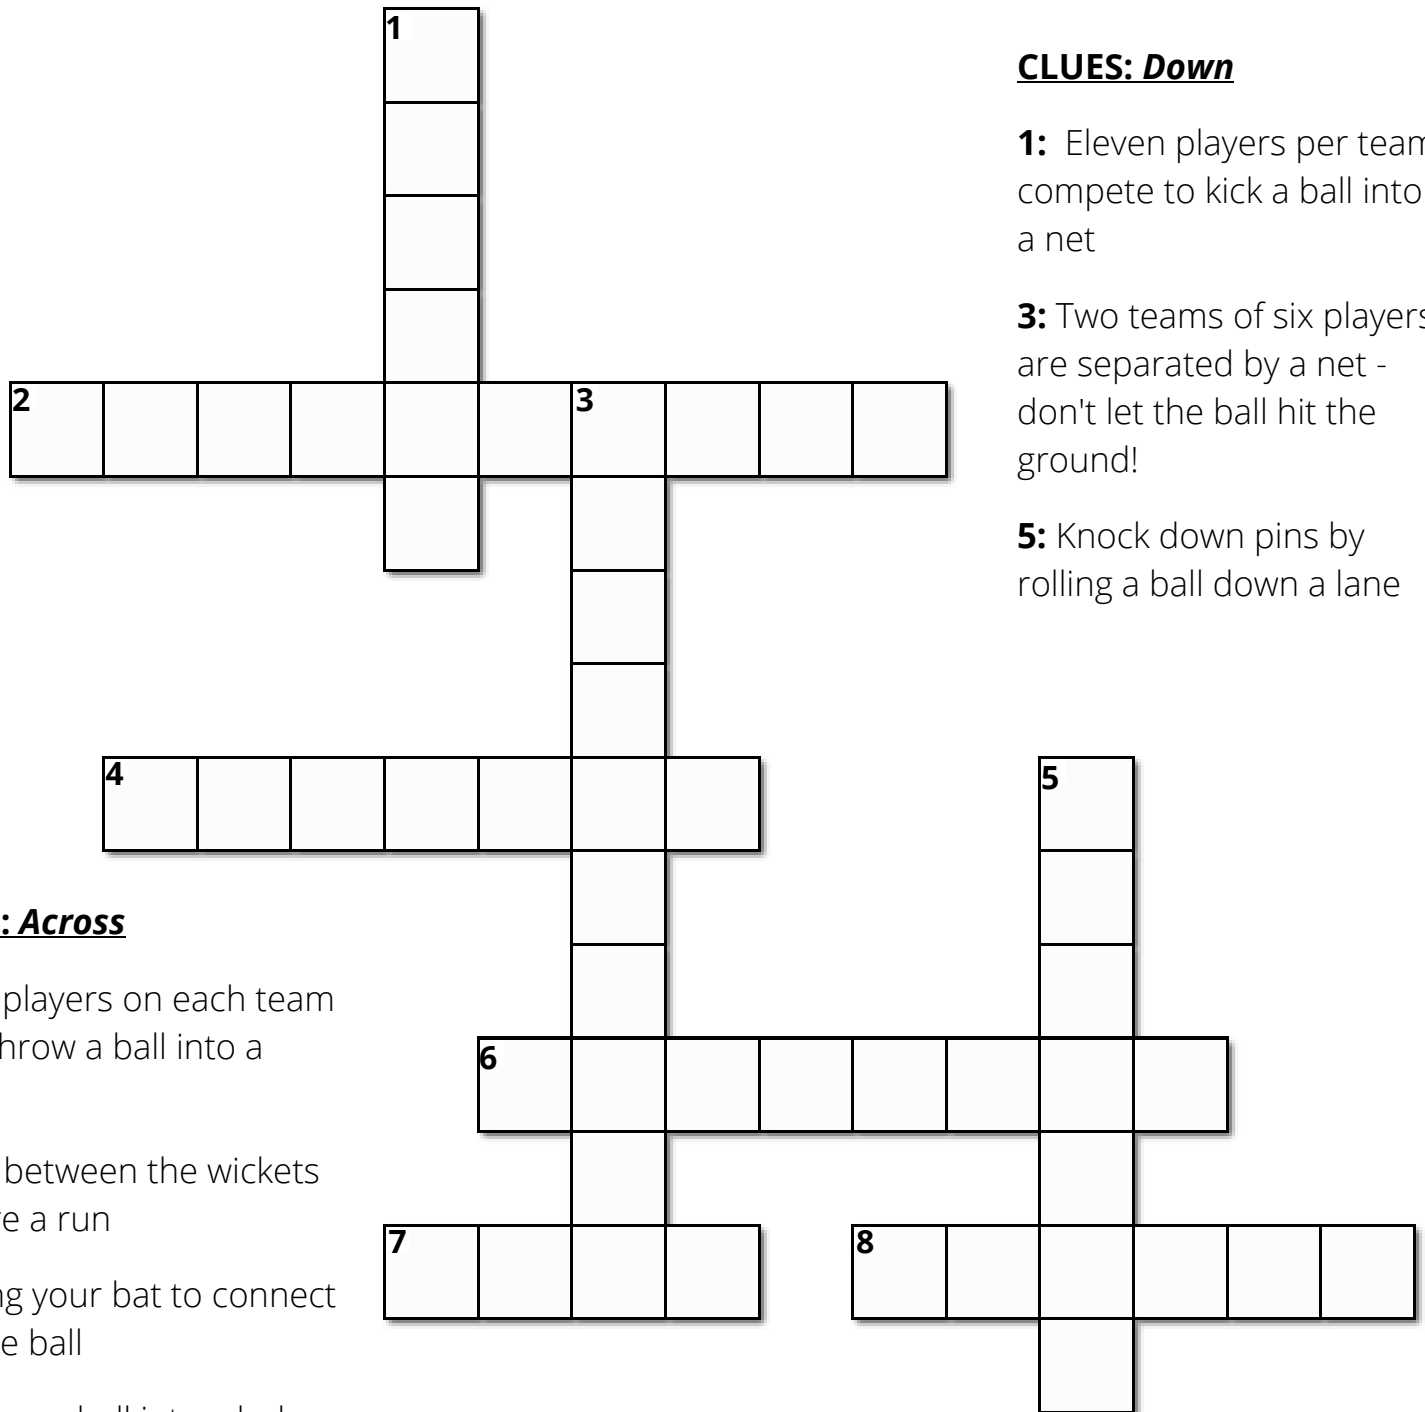 1
CLUES: Down
1: Eleven players per team
compete to kick a ball into
a net
3: Two teams of six players
are separated by a net -
don't let the ball hit the
ground!
5: Knock down pins by
rolling a ball down a lane
2
3
4
5
: Across
players on each team
throw a ball into a
between the wickets
re a run
ng your bat to connect
e ball
6
7
8